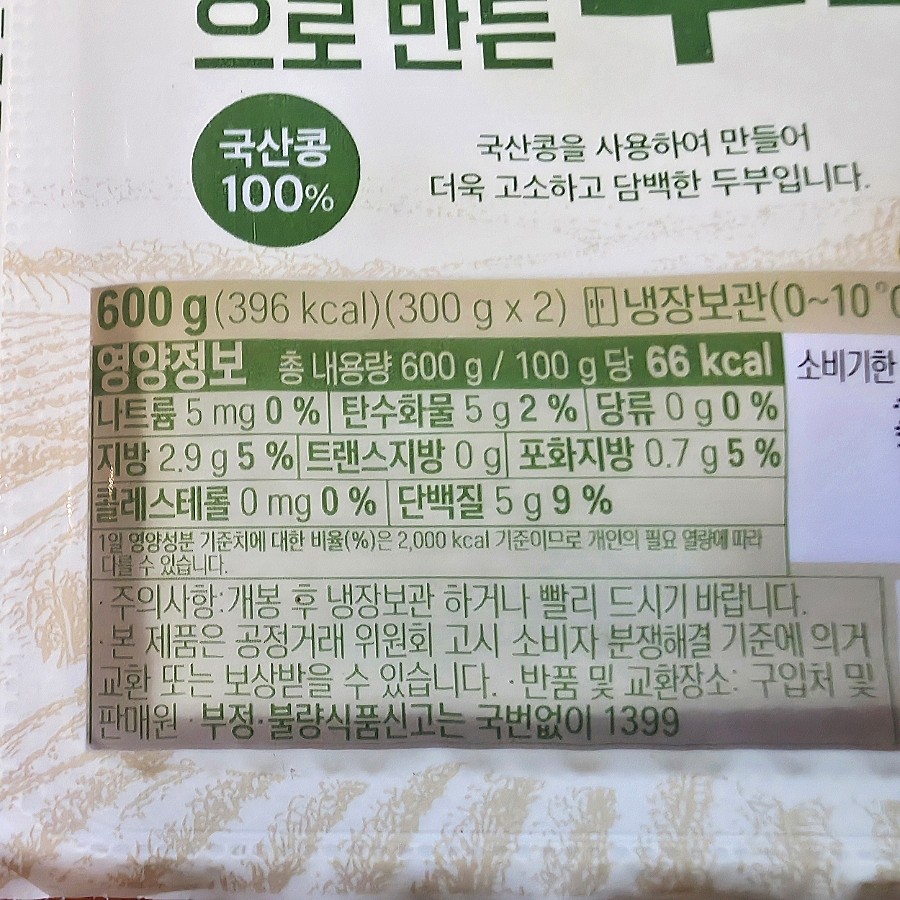 으로 만든
국산콩
100%
국산콩을 사용하여 만들어
더욱 고소하고 담백한 두부입니다.
600 g(396 kcal)(300 g x 2) 냉장보관(0~10℃
영양정보 총 내용량 600 g / 100 g당 66 kcal
소비기한
나트륨 5 mg 0 % 탄수화물 5 g 2 % 당류 0 g 0 %
지방 2.9 g 5 % 트랜스지방 0 g 포화지방 0.7 g 5 %
콜레스테롤 0 mg 0 % 단백질 5 g 9 %
1일 영양성분 기준치에 대한 비율(%)은 2,000 kcal 기준이므로 개인의 필요 열량에 따라
다를 수 있습니다.
· 주의사항:개봉 후 냉장보관 하거나 빨리 드시기 바랍니다.
· 본 제품은 공정거래 위원회 고시 소비자 분쟁해결 기준에 의거
교환 또는 보상받을 수 있습니다. ·반품 및 교환장소: 구입처 및
판매원 · 부정·불량식품신고는 국번없이 1399